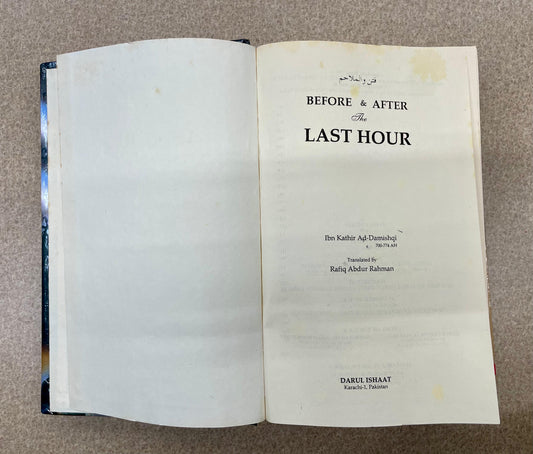 فتن والملاحم
BEFORE & AFTER
The
LAST HOUR
Ibn Kathir Ad-Damishqi
700-774 AH
Translated by
Rafiq Abdur Rahman
DARUL ISHAAT
Karachi-1, Pakistan